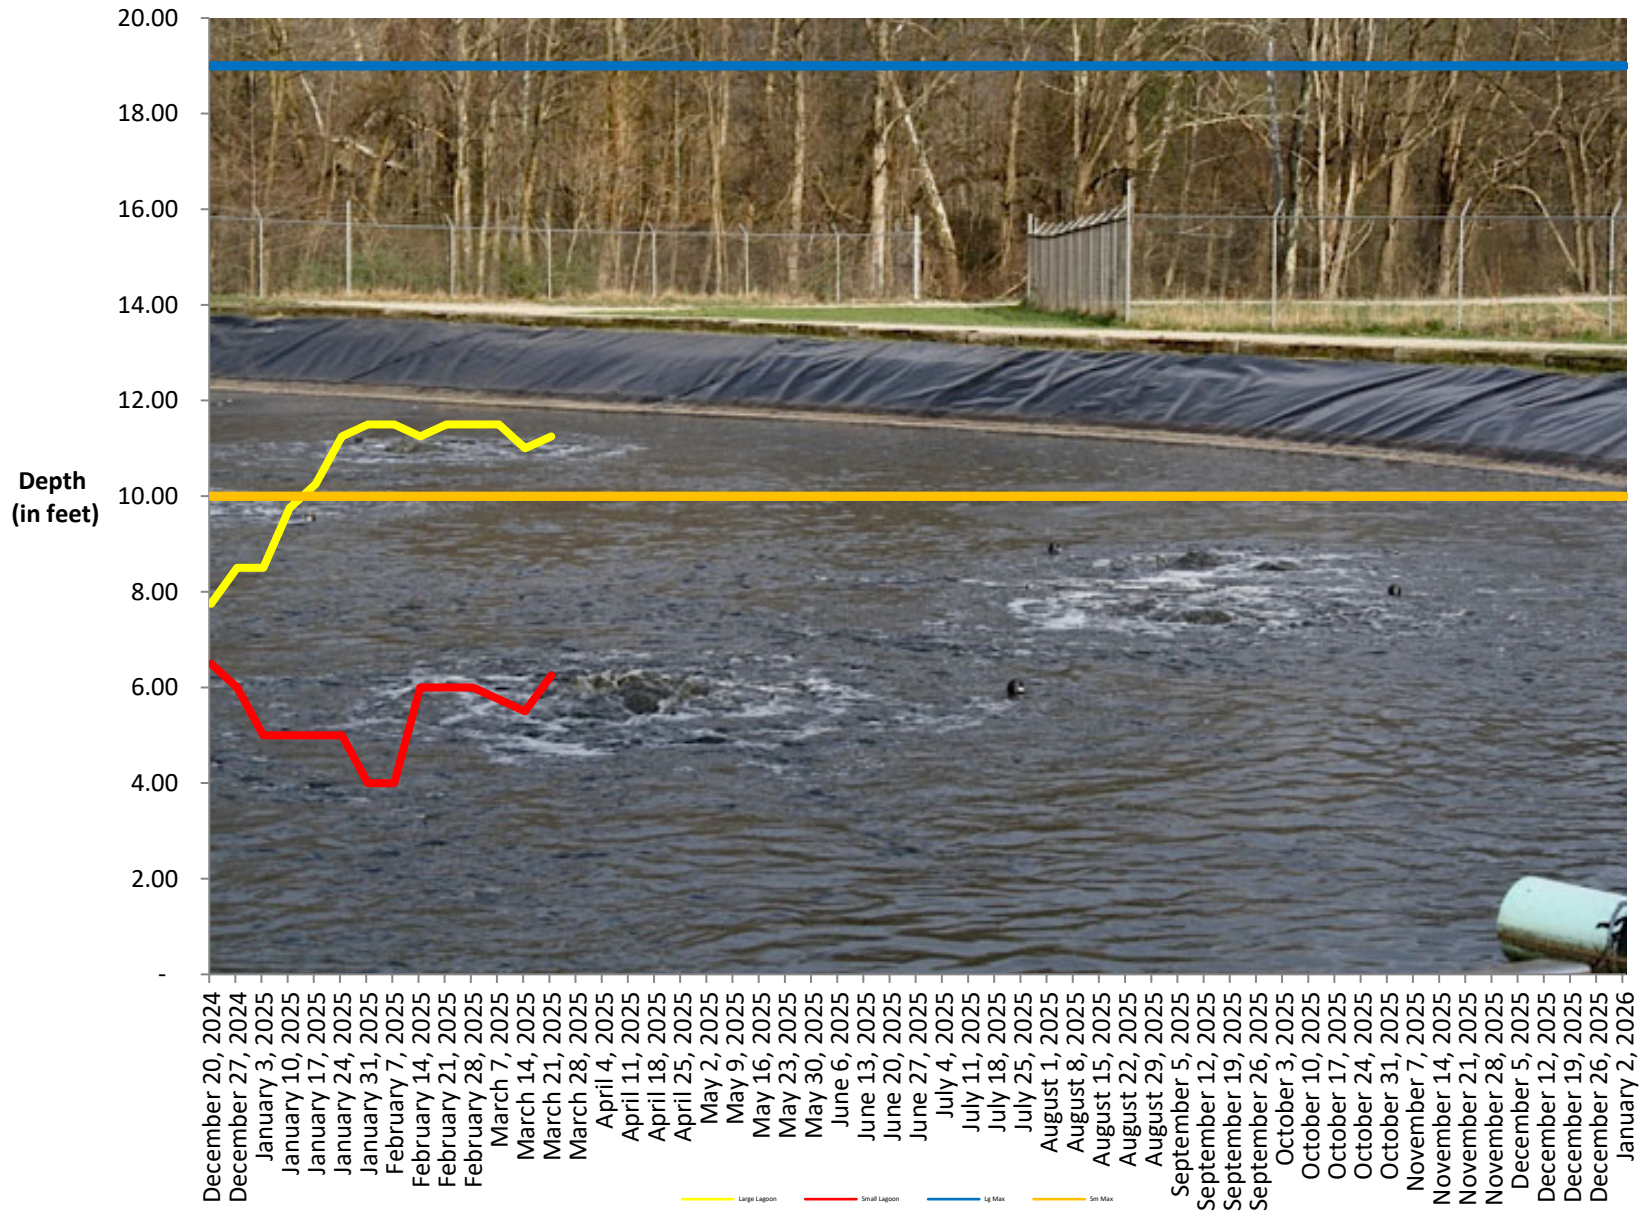 20.00
18.00
16.00
14.00
12.00
10.00
8.00
6.00
4.00
2.00
-
Depth
(in feet)
December 20, 2024
December 27, 2024
January 3, 2025
January 10, 2025
January 17, 2025
January 24, 2025
January 31, 2025
February 7, 2025
February 14, 2025
February 21, 2025
February 28, 2025
March 7, 2025
March 14, 2025
March 21, 2025
March 28, 2025
April 4, 2025
April 11, 2025
April 18, 2025
April 25, 2025
May 2, 2025
May 9, 2025
May 16, 2025
May 23, 2025
May 30, 2025
June 6, 2025
June 13, 2025
June 20, 2025
June 27, 2025
July 4, 2025
July 11, 2025
July 18, 2025
July 25, 2025
August 1, 2025
August 8, 2025
August 15, 2025
August 22, 2025
August 29, 2025
September 5, 2025
September 12, 2025
September 19, 2025
September 26, 2025
October 3, 2025
October 10, 2025
October 17, 2025
October 24, 2025
October 31, 2025
November 7, 2025
November 14, 2025
November 21, 2025
November 28, 2025
December 5, 2025
December 12, 2025
December 19, 2025
December 26, 2025
January 2, 2026
Large Lagoon
Small Lagoon
Lg Max
Sm Max